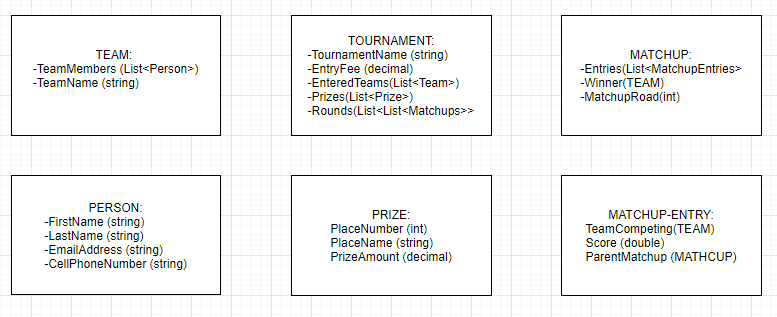 TEAM:
-TeamMembers (List<Person>)
-TeamName (string)
TOURNAMENT:
-TournamentName (string)
-EntryFee (decimal)
-EnteredTeams(List<Team>)
-Prizes(List<Prize>)
-Rounds(List<List<Matchups>>
MATCHUP:
-Entries(List<MatchupEntries>
-Winner(TEAM)
-MatchupRoad(int)
PERSON:
-FirstName (string)
-LastName (string)
-EmailAddress (string)
-CellPhoneNumber (string)
PRIZE:
PlaceNumber (int)
PlaceName (string)
PrizeAmount (decimal)
MATCHUP-ENTRY:
TeamCompeting(TEAM)
Score (double)
ParentMatchup (MATHCUP)